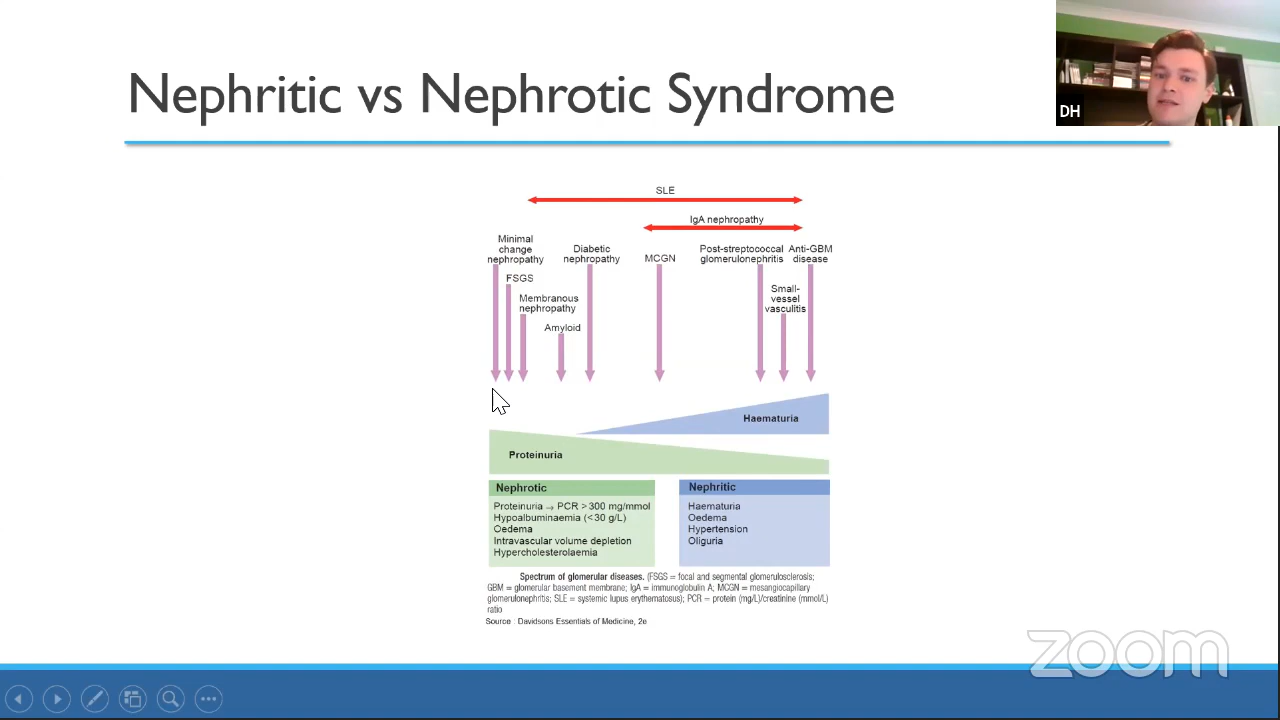 Nephritic vs Nephrotic Syndrome
DH
SLE
IgA nephropathy
Minimal
change
nephropathy
Diabetic
nephropathy
MCGN
Post-streptococcal
glomerulonephritis
Anti-GBM
disease
FSGS
Membranous
nephropathy
Small-
vessel
vasculitis
Amyloid
Haematuria
Proteinuria
Nephrotic
Proteinuria → PCR >300 mg/mmol
Hypoalbuminaemia (<30 g/L)
Oedema
Intravascular volume depletion
Hypercholesterolaemia
Nephritic
Haematuria
Oedema
Hypertension
Oliguria
Spectrum of glomerular diseases. (FSGS = focal and segmental glomerulosclerosis;
GBM = glomerular basement membrane; IgA = immunoglobulin A; MCGN = mesangiocapillary
glomerulonephritis; SLE = systemic lupus erythematosus); PCR = protein (mg/L)/creatinine (mmol/L)
ratio
Source : Davidsons Essentials of Medicine, 2e
zoom